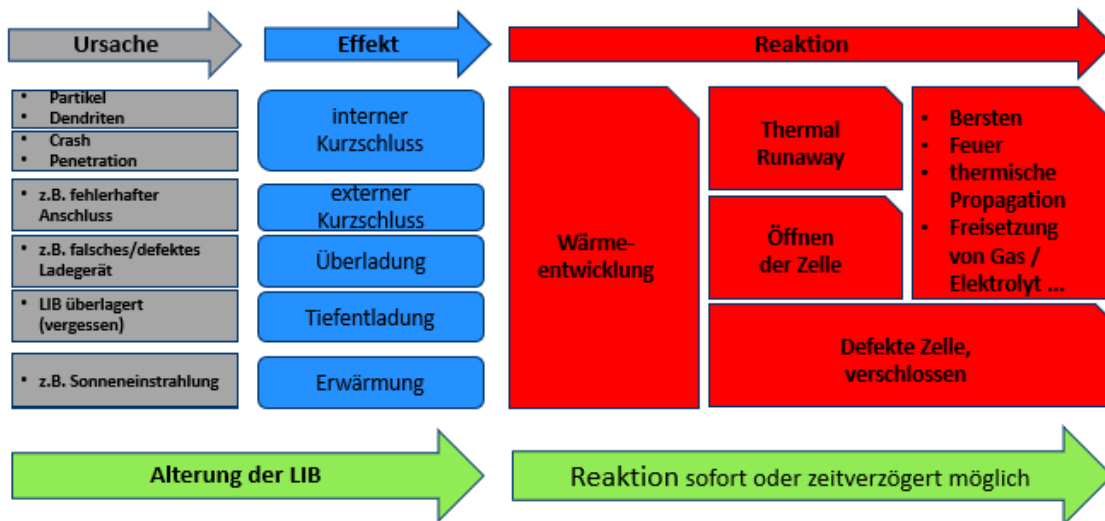 Ursache
Effekt
Reaktion
• Partikel
• Dendriten
• Crash
• Penetration
• z.B. fehlerhafter
Anschluss
• z.B. falsches/defektes
Ladegerät
• LIB überlagert
(vergessen)
• z.B. Sonneneinstrahlung
interner
Kurzschluss
externer
Kurzschluss
Überladung
Tiefentladung
Erwärmung
Wärme-
entwicklung
Thermal
Runaway
Öffnen
der Zelle
• Bersten
• Feuer
• thermische
Propagation
• Freisetzung
von Gas /
Elektrolyt ...
Defekte Zelle,
verschlossen
Alterung der LIB
Reaktion sofort oder zeitverzögert möglich